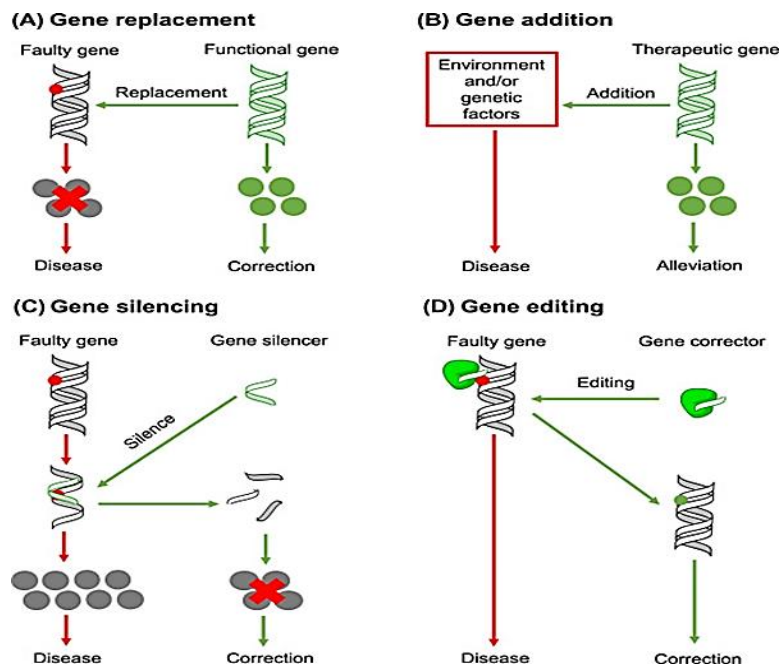 (A) Gene replacement
Faulty gene
Functional gene
Replacement
Disease
Correction
(B) Gene addition
Therapeutic gene
Environment
and/or
genetic
factors
Addition
Disease
Alleviation
(C) Gene silencing
Faulty gene
Gene silencer
Silence
Disease
Correction
(D) Gene editing
Faulty gene
Gene corrector
Editing
Disease
Correction